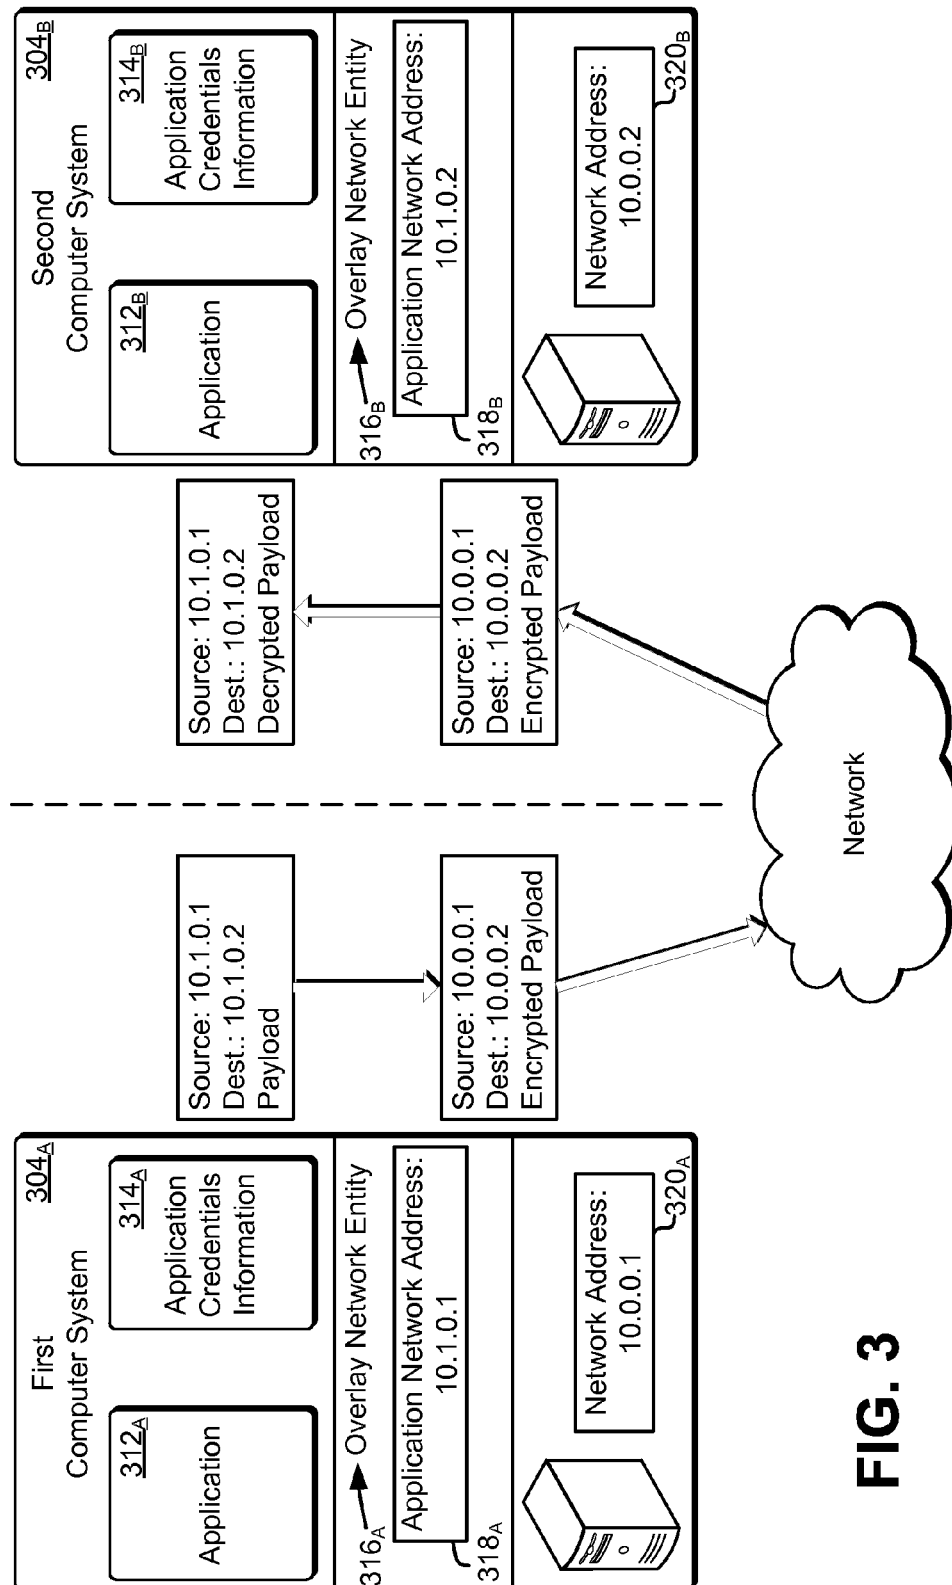 First
Computer System
304A
312A
Application
314A
Application
Credentials
Information
316A
Overlay Network Entity
Application Network Address:
10.1.0.1
318A
Network Address:
10.0.0.1
320A
Source: 10.1.0.1
Dest.: 10.1.0.2
Payload
Source: 10.0.0.1
Dest.: 10.0.0.2
Encrypted Payload
Network
Source: 10.1.0.1
Dest.: 10.1.0.2
Decrypted Payload
Source: 10.0.0.1
Dest.: 10.0.0.2
Encrypted Payload
Second
Computer System
304B
312B
Application
314B
Application
Credentials
Information
316B
Overlay Network Entity
Application Network Address:
10.1.0.2
318B
Network Address:
10.0.0.2
320B
FIG. 3